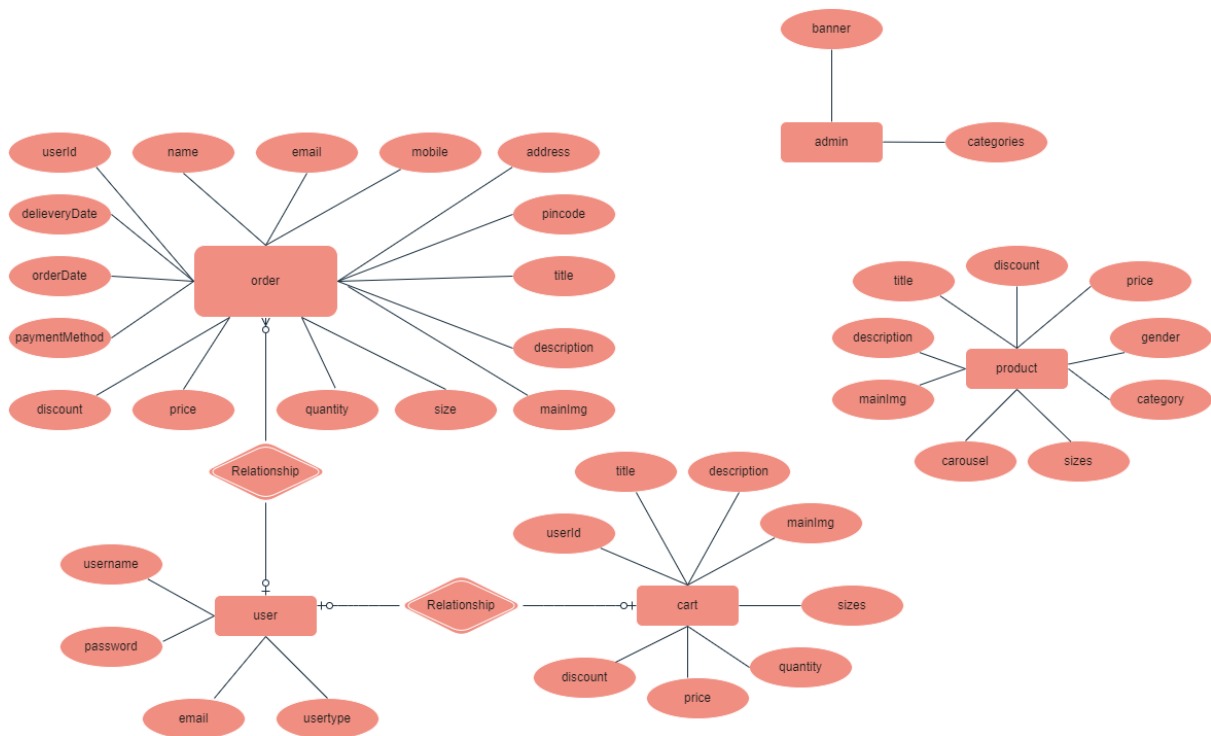 banner
admin
categories
userId
name
email
mobile
address
delieveryDate
pincode
orderDate
order
title
paymentMethod
description
discount
price
quantity
size
mainImg
discount
title
price
description
gender
product
mainImg
category
carousel
sizes
Relationship
title
description
userId
mainImg
username
Relationship
cart
sizes
user
password
discount
quantity
price
email
usertype